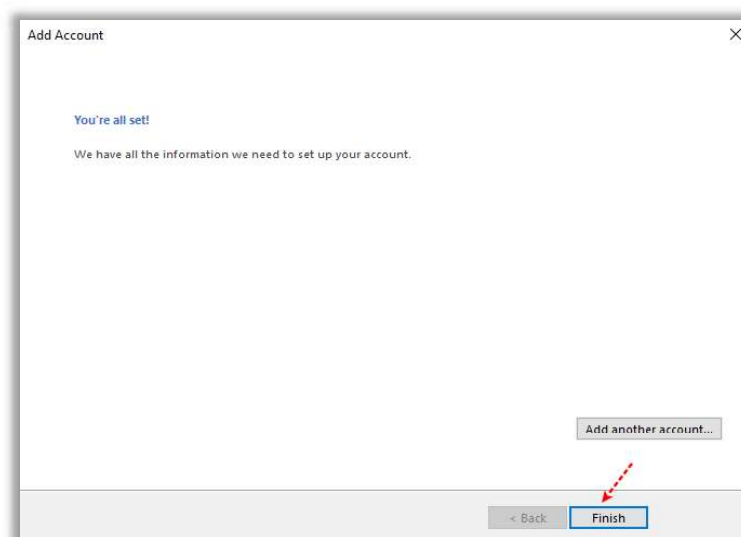 Add Account
You're all set!
We have all the information we need to set up your account.
Add another account...
< Back
Finish